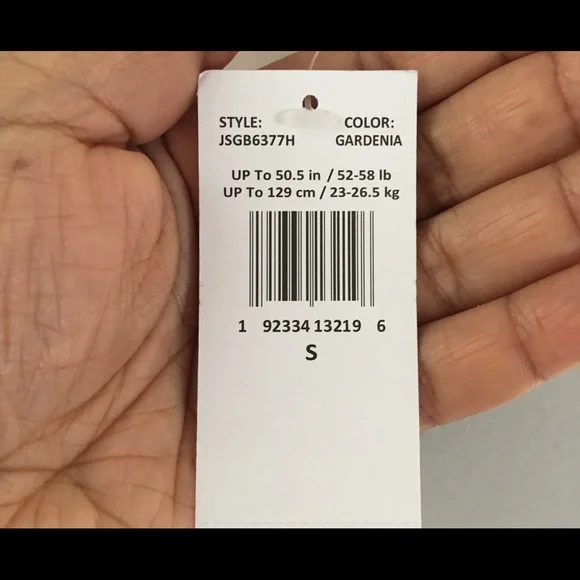 STYLE: COLOR:
JSGB6377H GARDENIA
UP To 50.5 in / 52-58 lb
UP To 129 cm / 23-26.5 kg
1 92334 13219 6
S